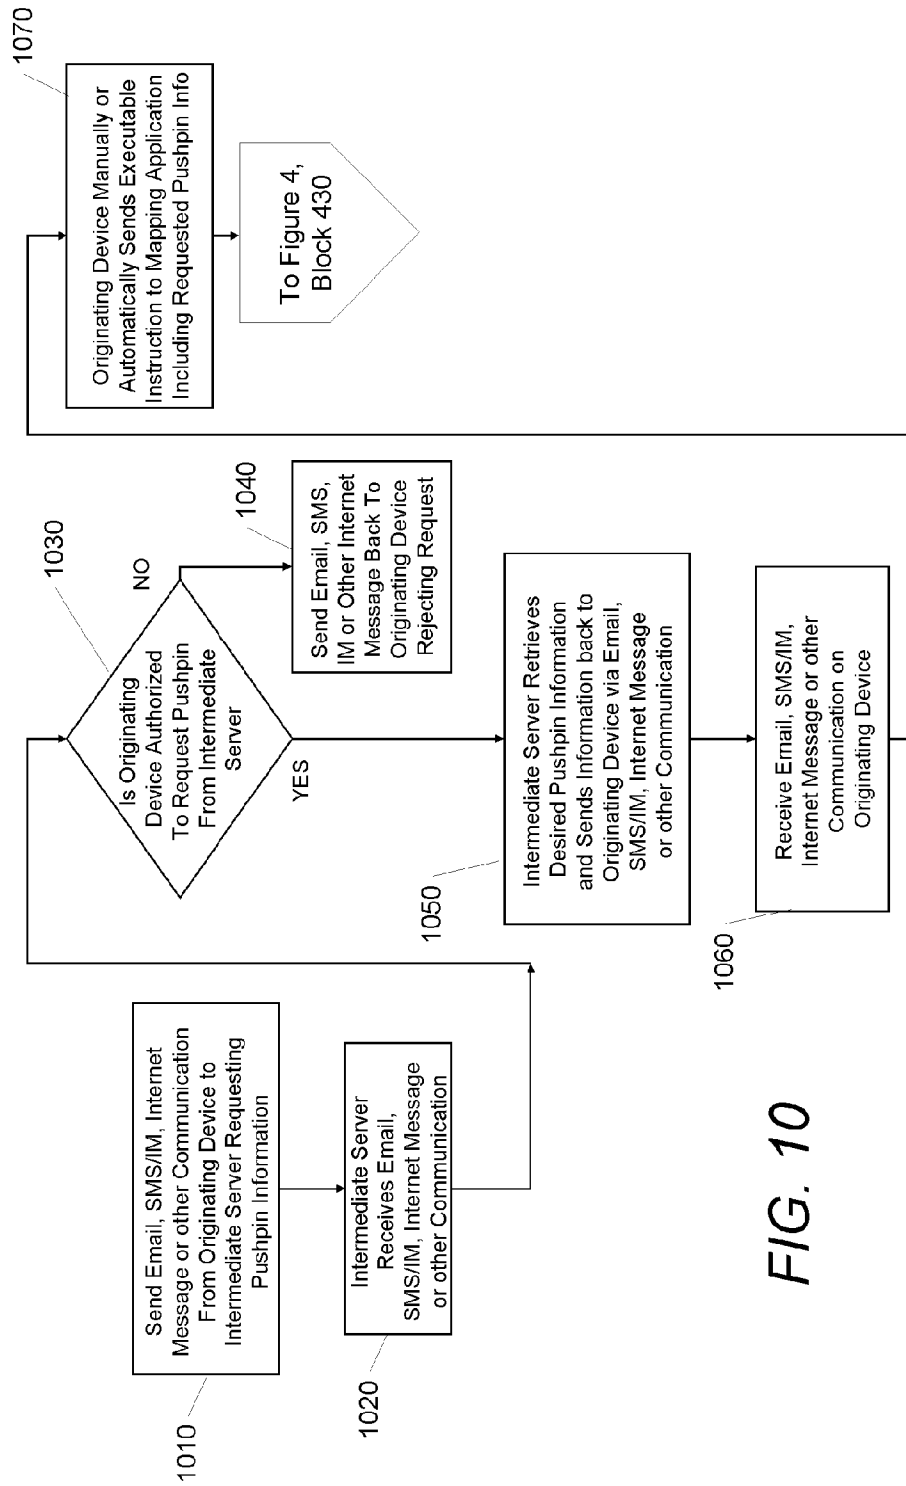 1010
Send Email, SMS/IM, Internet
Message or other Communication
From Originating Device to
Intermediate Server Requesting
Pushpin Information
1020
Intermediate Server
Receives Email,
SMS/IM, Internet Message
or other Communication
1030
Is Originating
Device Authorized
To Request Pushpin
From Intermediate
Server
NO
YES
1040
Send Email, SMS,
IM or Other Internet
Message Back To
Originating Device
Rejecting Request
1050
Intermediate Server Retrieves
Desired Pushpin Information
and Sends Information back to
Originating Device via Email,
SMS/IM, Internet Message
or other Communication
1060
Receive Email, SMS/IM,
Internet Message or other
Communication on
Originating Device
1070
Originating Device Manually or
Automatically Sends Executable
Instruction to Mapping Application
Including Requested Pushpin Info
To Figure 4,
Block 430
FIG. 10